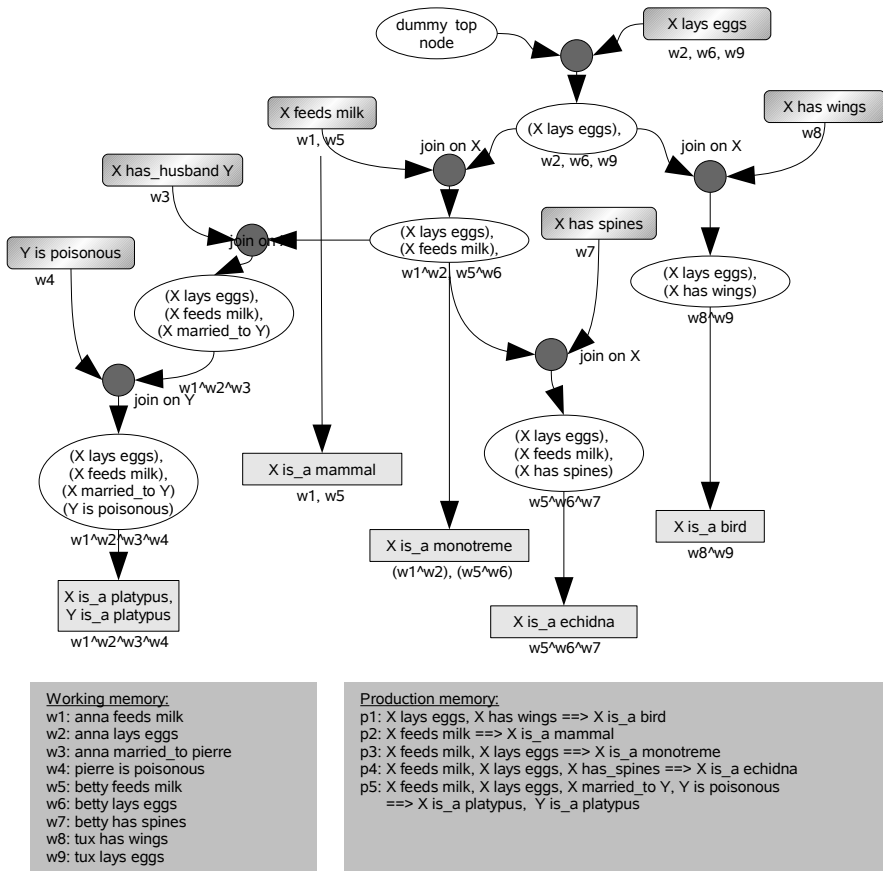 dummy top
node
X lays eggs
w2, w6, w9
X feeds milk
w1, w5
X has wings
w8
(X lays eggs),
w2, w6, w9
join on X
join on X
X has_husband Y
w3
X has spines
w7
Y is poisonous
w4
join on
(X lays eggs),
(X feeds milk),
w1^w2, w5^w6
(X lays eggs),
(X has wings)
w8^w9
(X lays eggs),
(X feeds milk),
(X married_to Y)
w1^w2^w3
join on X
join on Y
(X lays eggs),
(X feeds milk),
(X married_to Y)
(Y is poisonous)
w1^w2^w3^w4
X is_a mammal
w1, w5
(X lays eggs),
(X feeds milk),
(X has spines)
w5^w6^w7
X is_a monotreme
(w1^w2), (w5^w6)
X is_a bird
w8^w9
X is_a platypus,
Y is_a platypus
w1^w2^w3^w4
X is_a echidna
w5^w6^w7
Working memory:
w1: anna feeds milk
w2: anna lays eggs
w3: anna married_to pierre
w4: pierre is poisonous
w5: betty feeds milk
w6: betty lays eggs
w7: betty has spines
w8: tux has wings
w9: tux lays eggs
Production memory:
p1: X lays eggs, X has wings ==> X is_a bird
p2: X feeds milk ==> X is_a mammal
p3: X feeds milk, X lays eggs ==> X is_a monotreme
p4: X feeds milk, X lays eggs, X has_spines ==> X is_a echidna
p5: X feeds milk, X lays eggs, X married_to Y, Y is poisonous
==> X is_a platypus, Y is_a platypus